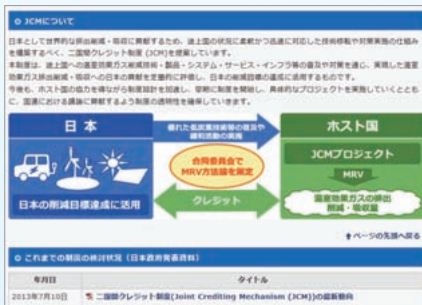 JCMについて
日本として世界的な排出削減・吸収に貢献するため、途上国の状況に柔軟かつ迅速に対応した技術移転や対策実施の仕組み
を構築するべく、二国間クレジット制度 (JCM)を提案しています。
本制度は、途上国への温室効果ガス削減技術・製品・システム・サービス・インフラ等の普及や対策を通じ、実現した温室
効果ガス排出削減・吸収への日本の貢献を定量的に評価し、日本の削減目標の達成に活用するものです。
今後も、ホスト国の協力を得ながら制度設計を加速し、早期に制度を開始し、具体的なプロジェクトを実施していくととも
に、国連における議論に貢献するよう制度の透明性を確保していきます。
日本
優れた低炭素技術等の普及や
緩和活動の実施
ホスト国
合同委員会で
MRV方法論を策定
JCMプロジェクト
MRV
日本の削減目標達成に活用
クレジット
温室効果ガスの排出
削減・吸収量
ページの先頭へ戻る
これまでの制度の検討状況（日本政府発表資料）
年月日 タイトル
2013年7月10日 二国間クレジット制度(Joint Crediting Mechanism (JCM))の最新動向